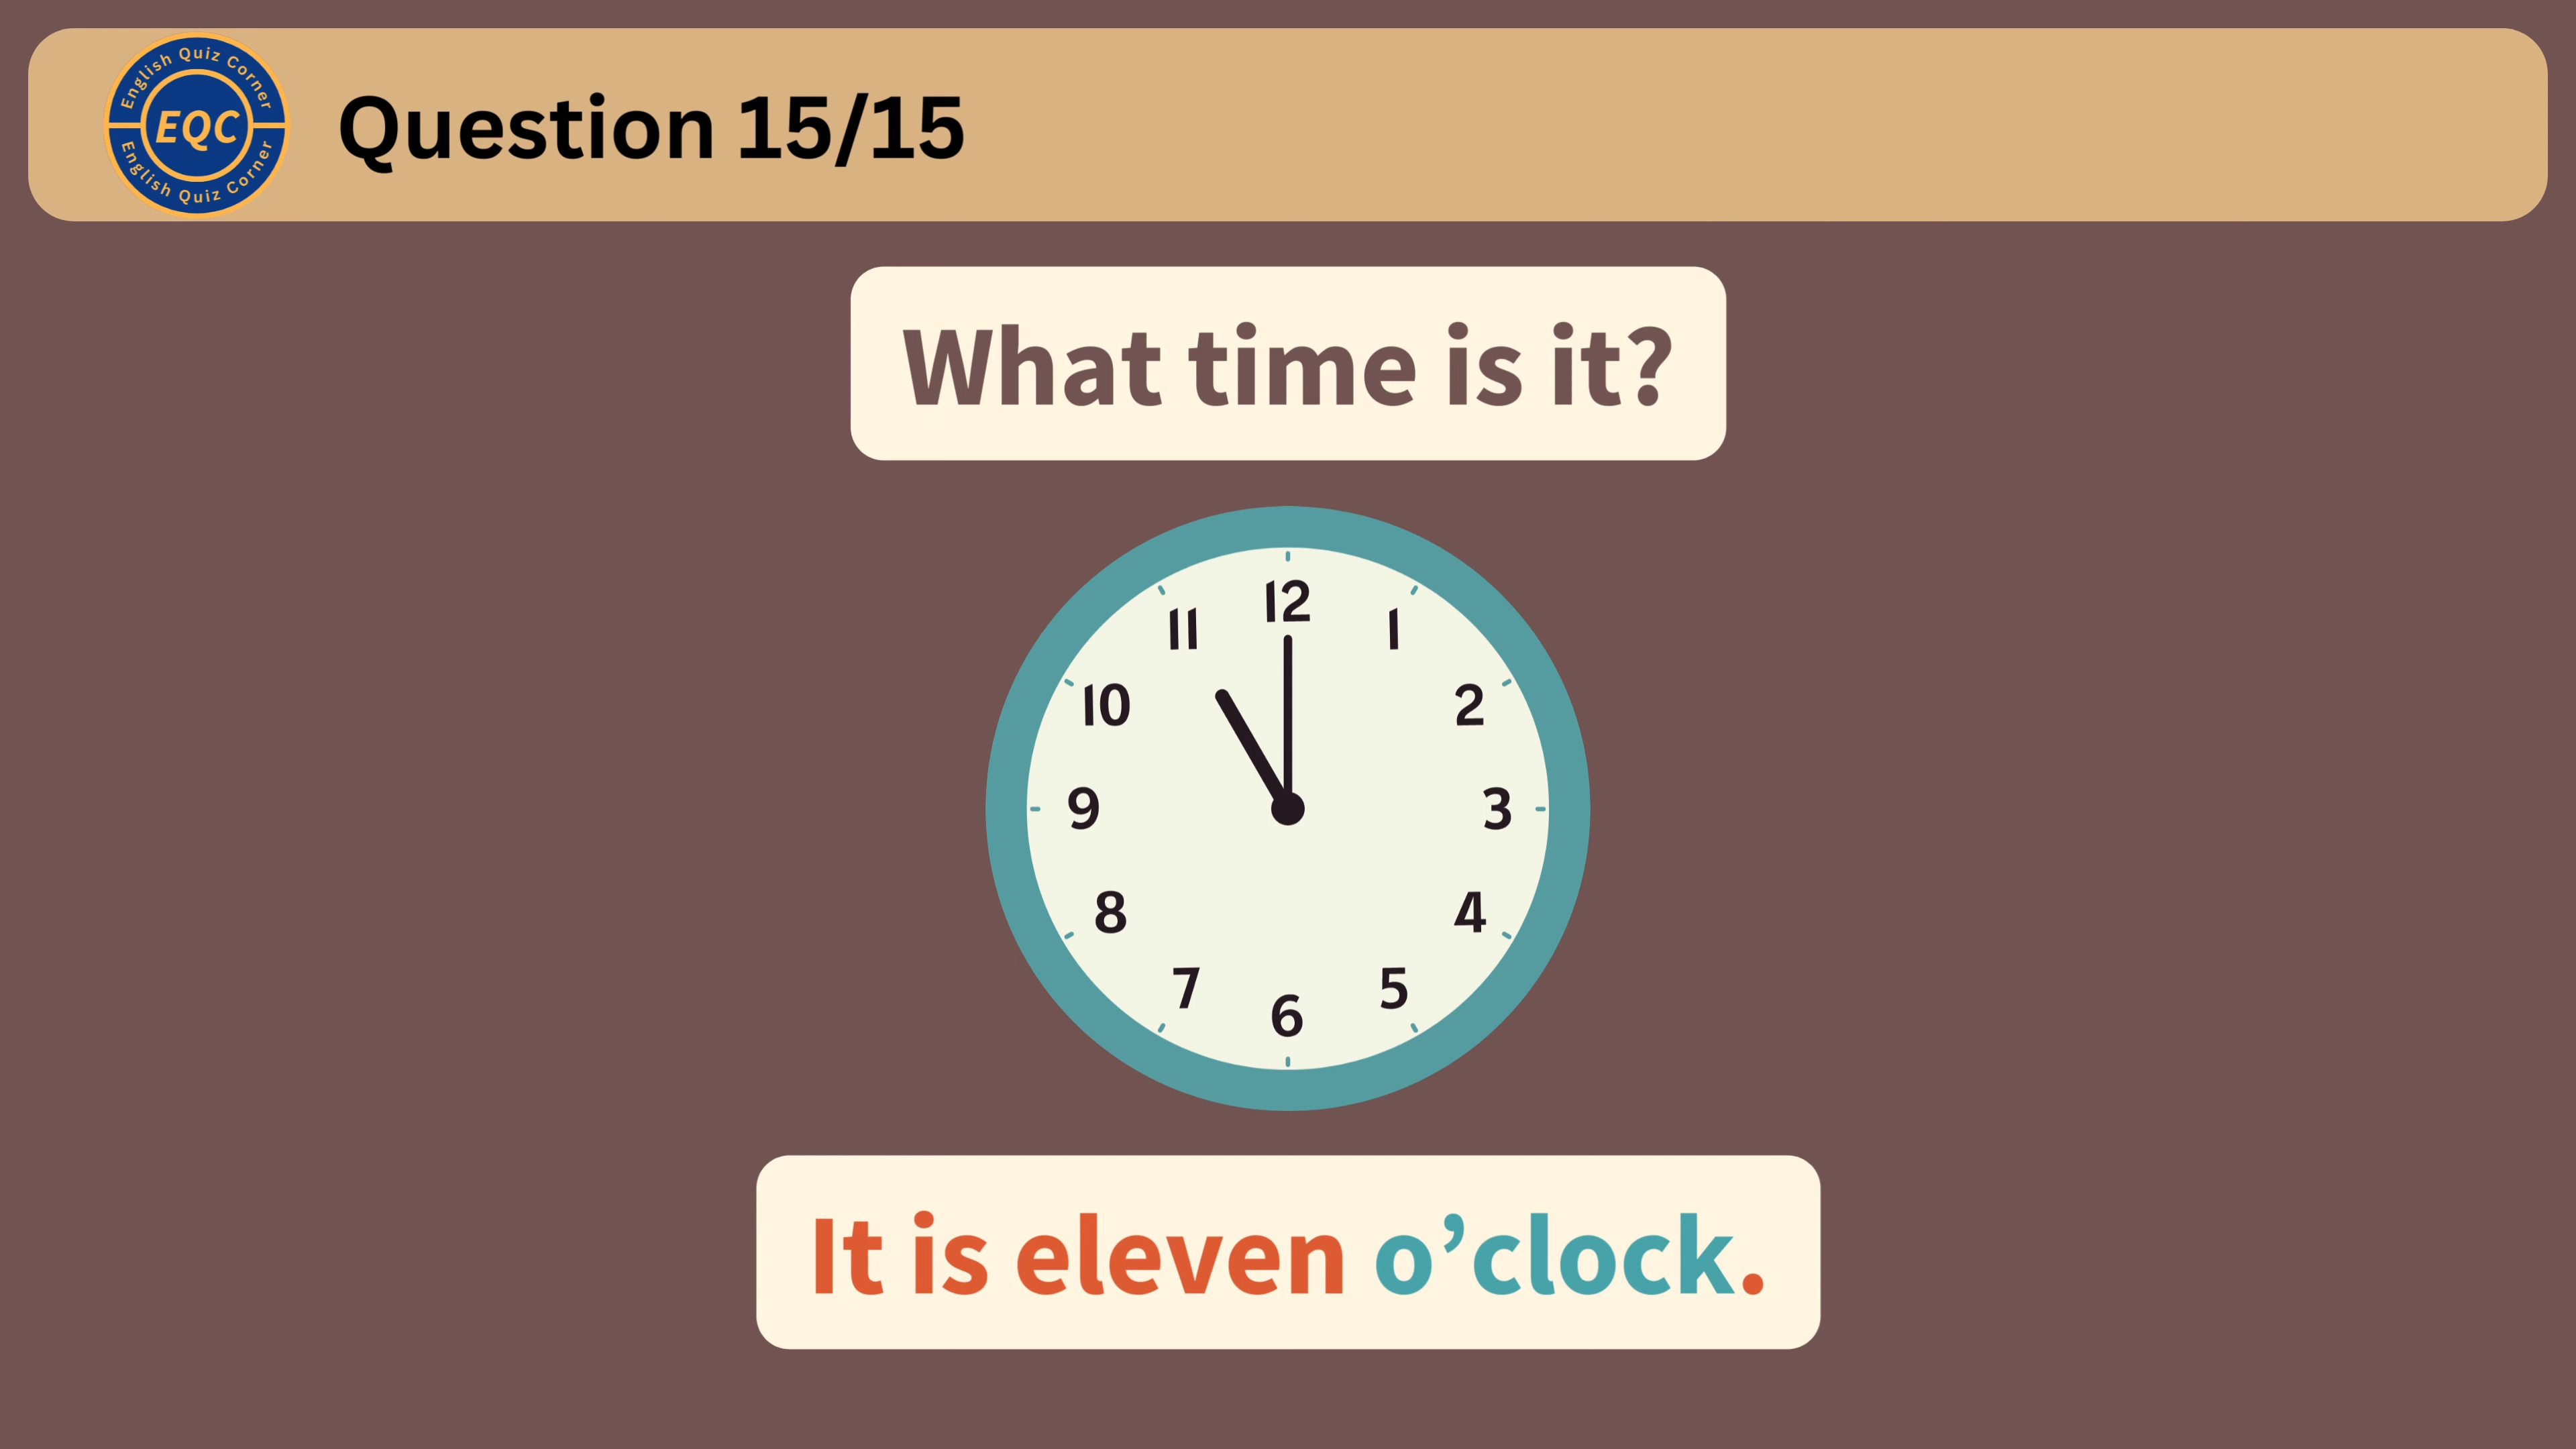 English Quiz Corner
EQC
English Quiz Corner
Question 15/15
What time is it?
12
11
1
10
2
9
3
8
4
7
5
6
It is eleven o’clock.